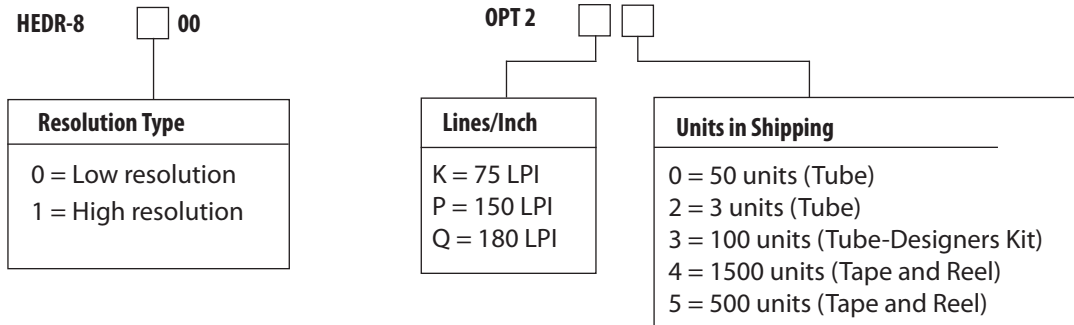 HEDR-8 00
OPT 2
Resolution Type
0 = Low resolution
1 = High resolution
Lines/Inch
K = 75 LPI
P = 150 LPI
Q = 180 LPI
Units in Shipping
0 = 50 units (Tube)
2 = 3 units (Tube)
3 = 100 units (Tube-Designers Kit)
4 = 1500 units (Tape and Reel)
5 = 500 units (Tape and Reel)